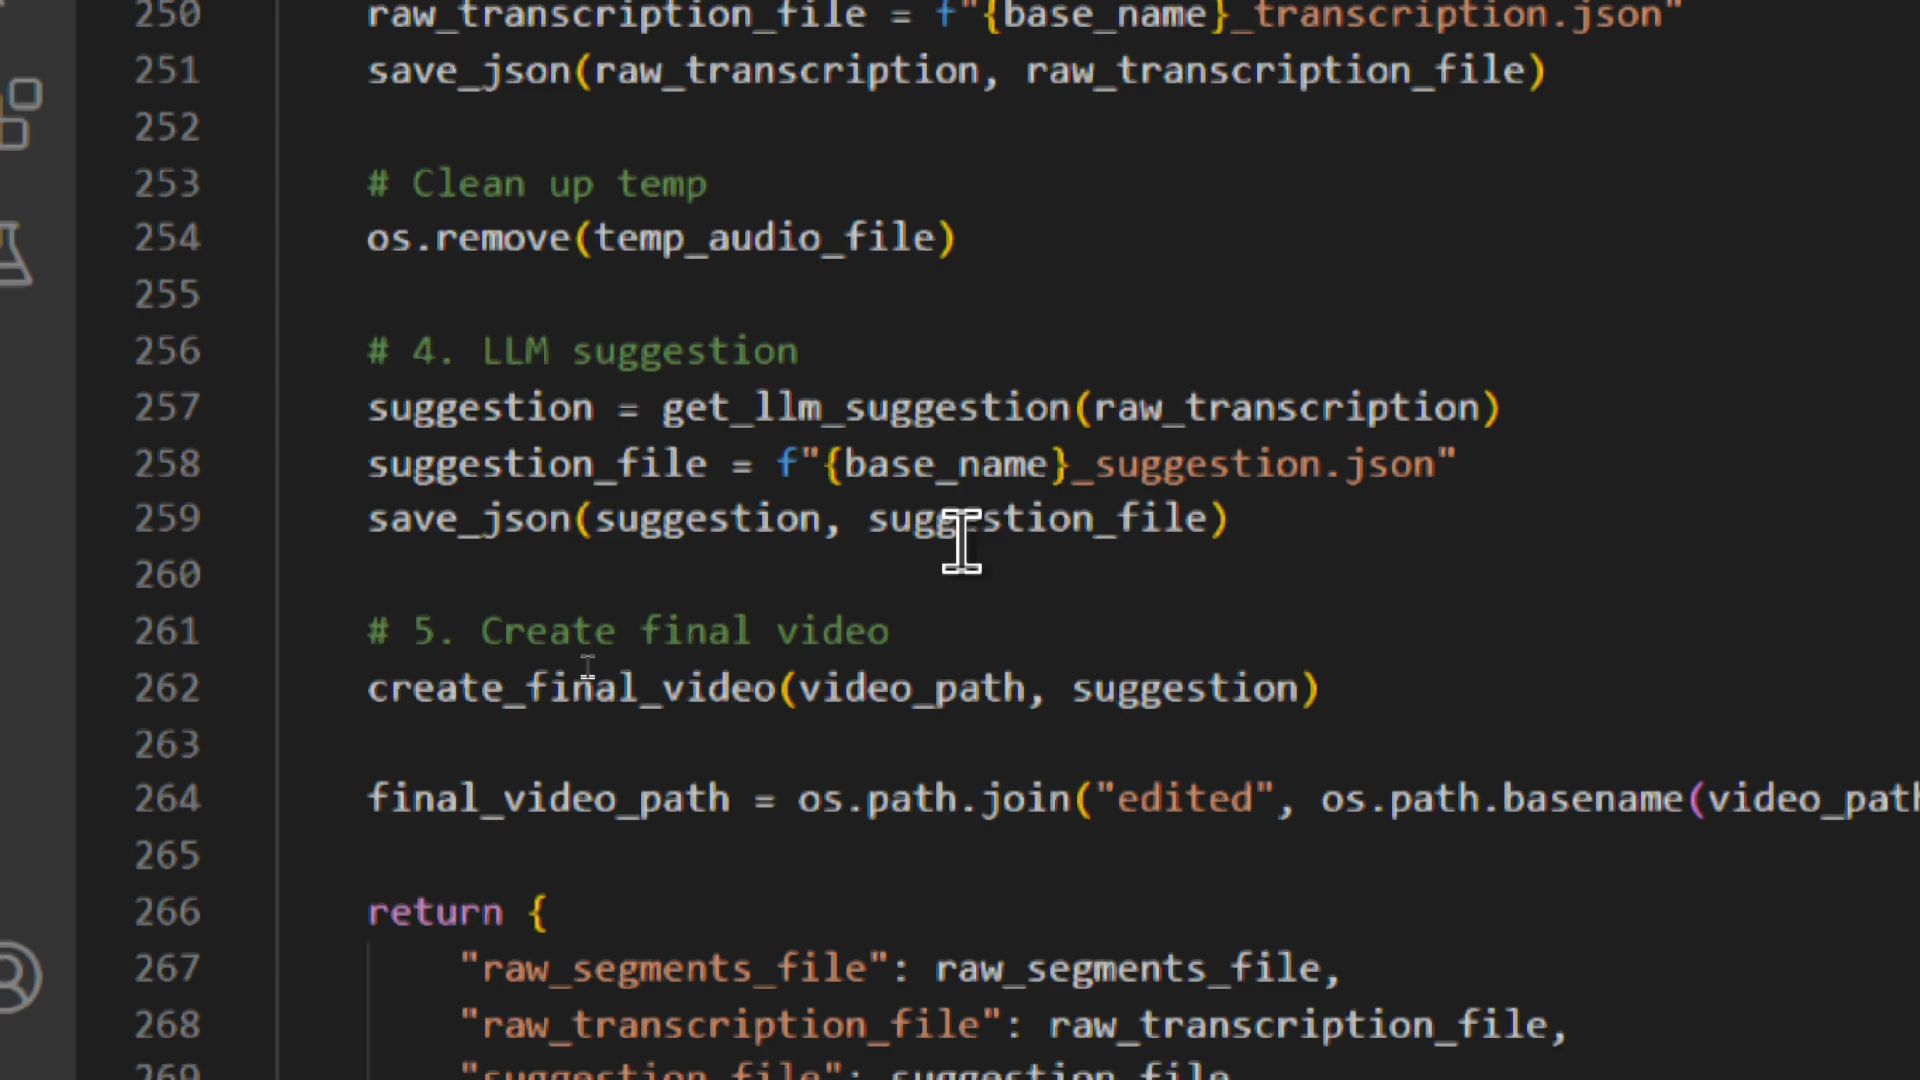 250 raw_transcription_file = f"{base_name}_transcription.json"
251 save_json(raw_transcription, raw_transcription_file)
252
253 # Clean up temp
254 os.remove(temp_audio_file)
255
256 # 4. LLM suggestion
257 suggestion = get_llm_suggestion(raw_transcription)
258 suggestion_file = f"{base_name}_suggestion.json"
259 save_json(suggestion, suggestion_file)
260
261 # 5. Create final video
262 create_final_video(video_path, suggestion)
263
264 final_video_path = os.path.join("edited", os.path.basename(video_path
265
266 return {
267 "raw_segments_file": raw_segments_file,
268 "raw_transcription_file": raw_transcription_file,
269 "suggestion_file": suggestion_file